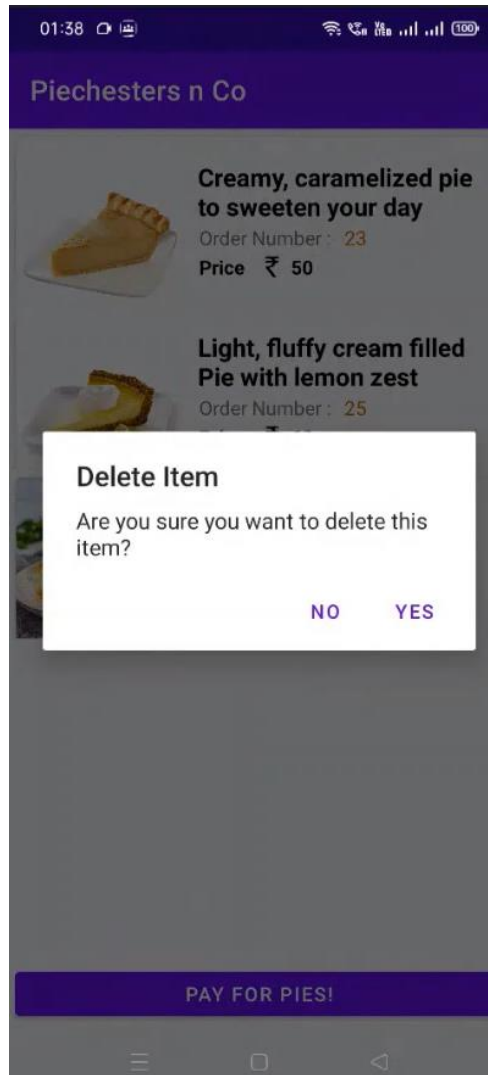 01:38
100
Piechesters n Co
Creamy, caramelized pie
to sweeten your day
Order Number : 23
Price ₹ 50
Light, fluffy cream filled
Pie with lemon zest
Order Number : 25
Delete Item
Are you sure you want to delete this
item?
NO YES
PAY FOR PIES!